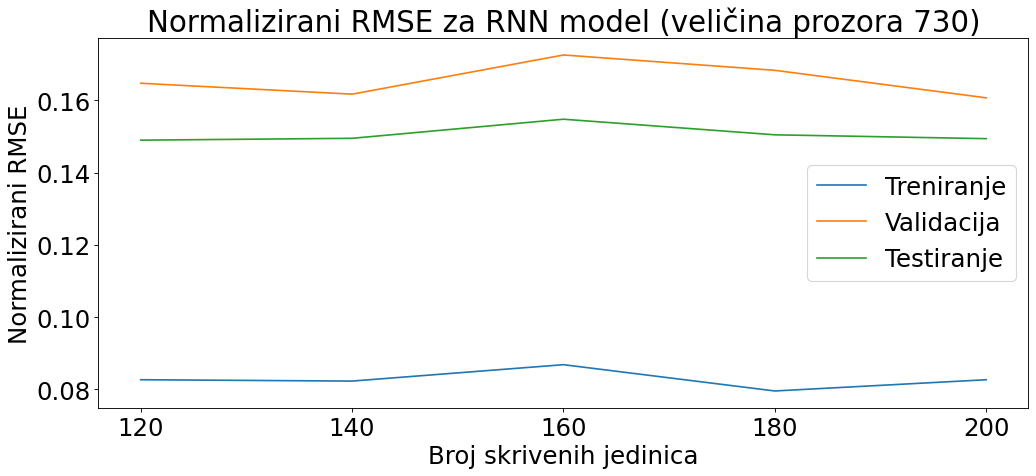 Normalizirani RMSE za RNN model (veličina prozora 730)
Normalizirani RMSE
0.16
0.14
0.12
0.10
0.08
Treniranje
Validacija
Testiranje
120 140 160 180 200
Broj skrivenih jedinica